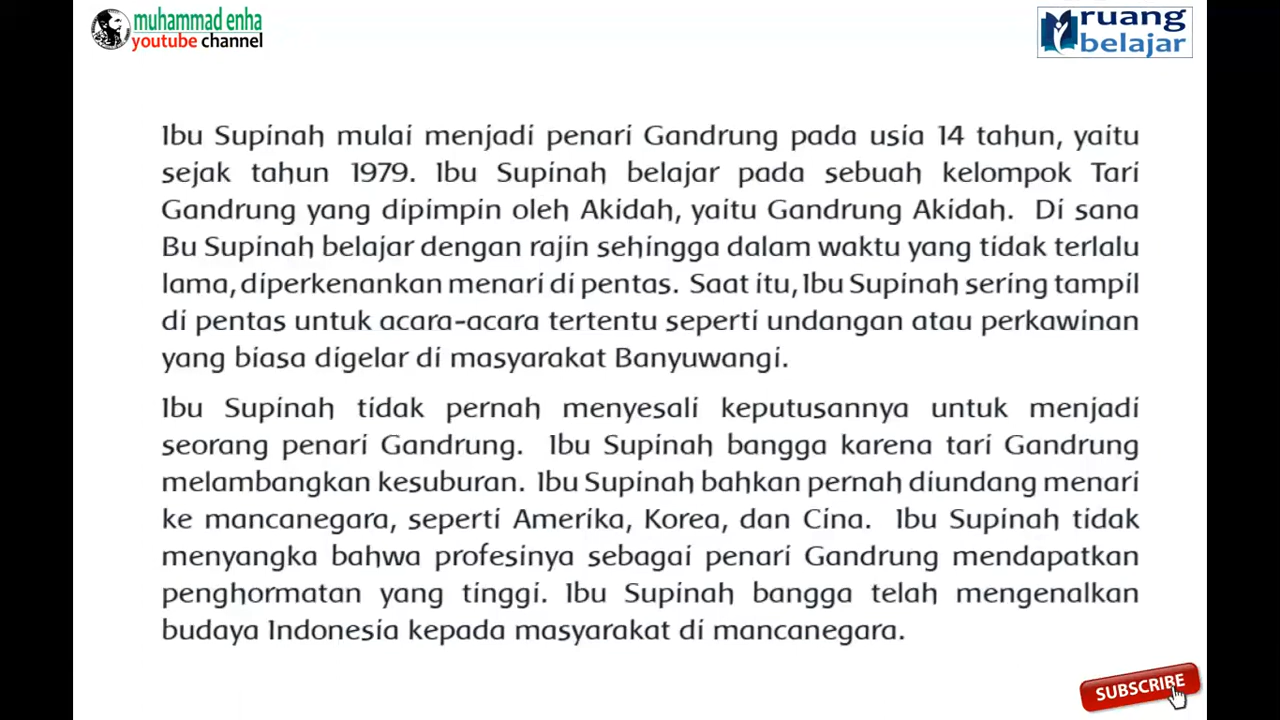 muhammad enha
youtube channel
ruang
belajar
Ibu Supinah mulai menjadi penari Gandrung pada usia 14 tahun, yaitu
sejak tahun 1979. Ibu Supinah belajar pada sebuah kelompok Tari
Gandrung yang dipimpin oleh Akidah, yaitu Gandrung Akidah. Di sana
Bu Supinah belajar dengan rajin sehingga dalam waktu yang tidak terlalu
lama, diperkenankan menari di pentas. Saat itu, Ibu Supinah sering tampil
di pentas untuk acara-acara tertentu seperti undangan atau perkawinan
yang biasa digelar di masyarakat Banyuwangi.
Ibu Supinah tidak pernah menyesali keputusannya untuk menjadi
seorang penari Gandrung. Ibu Supinah bangga karena tari Gandrung
melambangkan kesuburan. Ibu Supinah bahkan pernah diundang menari
ke mancanegara, seperti Amerika, Korea, dan Cina. Ibu Supinah tidak
menyangka bahwa profesinya sebagai penari Gandrung mendapatkan
penghormatan yang tinggi. Ibu Supinah bangga telah mengenalkan
budaya Indonesia kepada masyarakat di mancanegara.
SUBSCRIBE